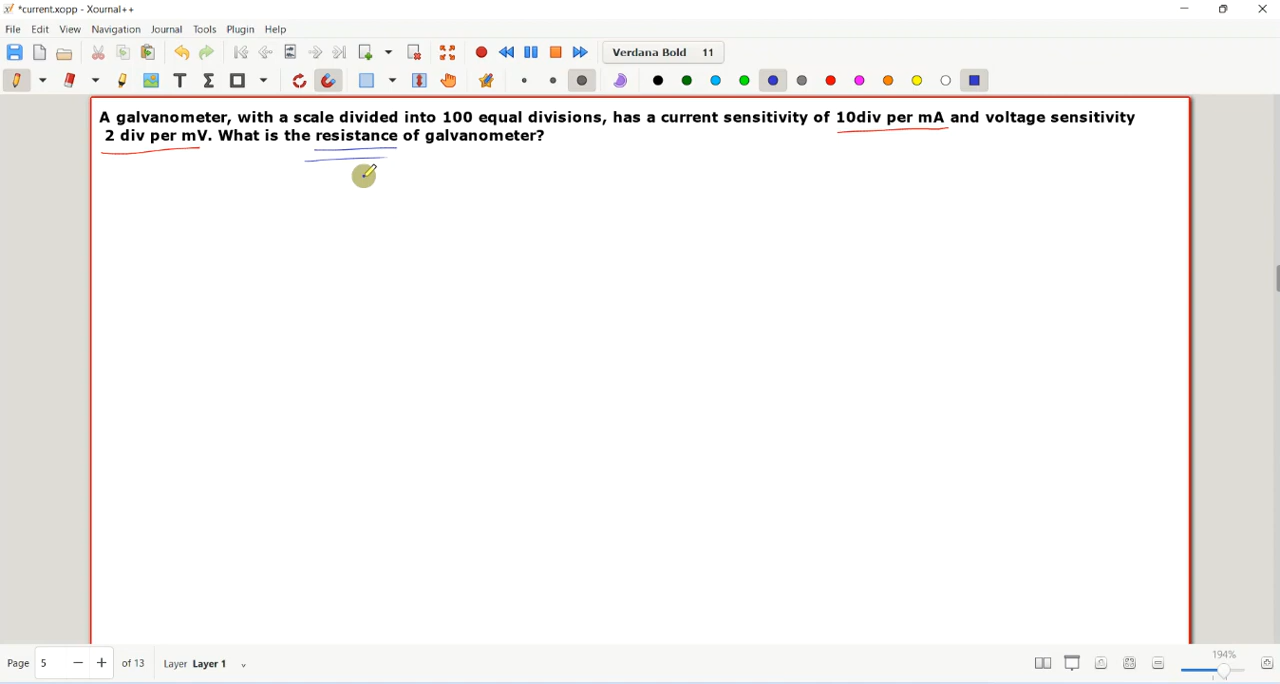 *current.xopp - Xournal++
File Edit View Navigation Journal Tools Plugin Help
Verdana Bold 11
A galvanometer, with a scale divided into 100 equal divisions, has a current sensitivity of 10div per mA and voltage sensitivity
2 div per mV. What is the resistance of galvanometer?
Page 5 of 13 Layer Layer 1 194%